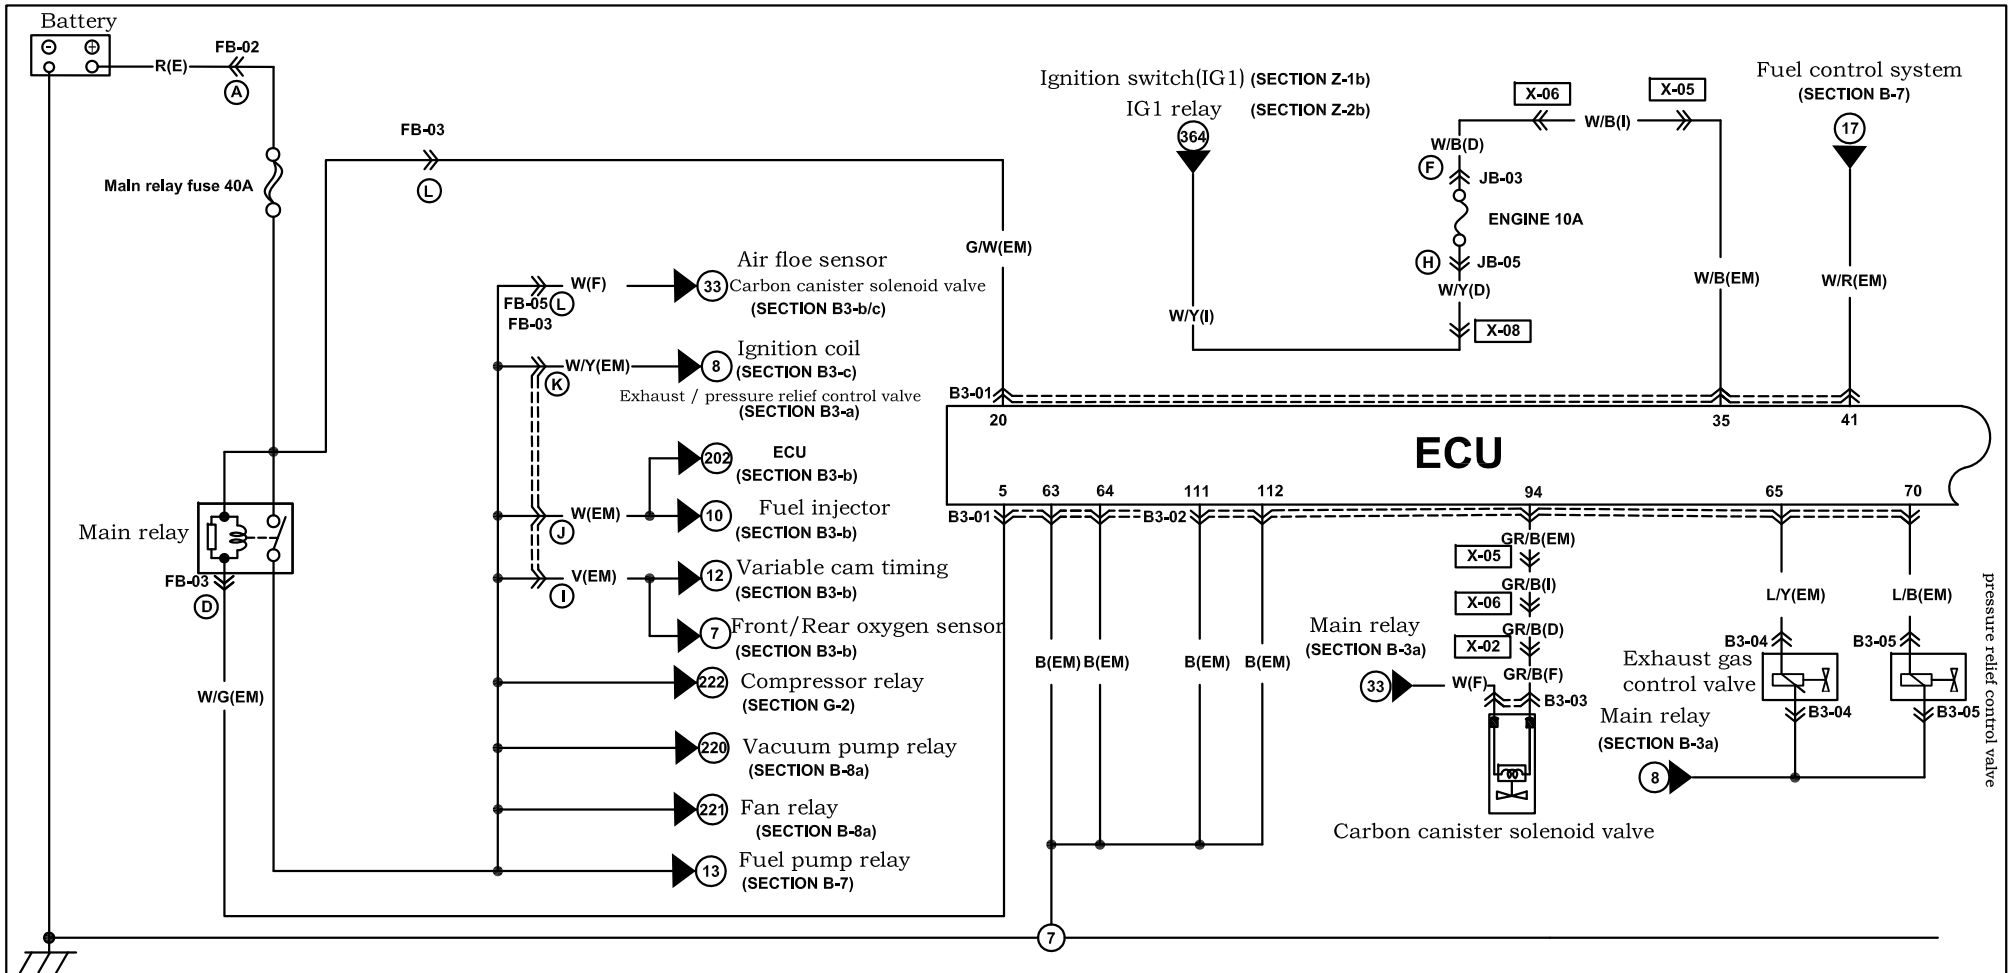 Battery
FB-02
R(E)
A
Main relay fuse 40A
FB-03
L
G/W(EM)
Ignition switch(IG1) (SECTION Z-1b)
IG1 relay (SECTION Z-2b)
364
W/Y(I)
X-06
X-05
W/B(I)
W/B(D)
F
JB-03
ENGINE 10A
H
JB-05
W/Y(D)
X-08
W/B(EM)
Fuel control system
(SECTION B-7)
17
W/R(EM)
Air floe sensor
W(F)
33
Carbon canister solenoid valve
FB-05
L
(SECTION B3-b/c)
FB-03
Ignition coil
W/Y(EM)
8
(SECTION B3-c)
K
Exhaust / pressure relief control valve
(SECTION B3-a)
202
ECU
(SECTION B3-b)
W(EM)
10
Fuel injector
J
(SECTION B3-b)
V(EM)
12
Variable cam timing
I
(SECTION B3-b)
7
Front/Rear oxygen sensor
(SECTION B3-b)
222
Compressor relay
(SECTION G-2)
220
Vacuum pump relay
(SECTION B-8a)
221
Fan relay
(SECTION B-8a)
13
Fuel pump relay
(SECTION B-7)
Main relay
FB-03
D
W/G(EM)
B3-01
20
35
41
ECU
5
63
64
111
112
94
65
70
B3-01
B3-02
B(EM)
B(EM)
B(EM)
B(EM)
7
GR/B(EM)
X-05
GR/B(I)
X-06
GR/B(D)
X-02
GR/B(F)
Main relay
(SECTION B-3a)
33
W(F)
B3-03
Carbon canister solenoid valve
L/Y(EM)
B3-04
Exhaust gas
control valve
B3-04
Main relay
(SECTION B-3a)
8
L/B(EM)
B3-05
B3-05
pressure relief control valve